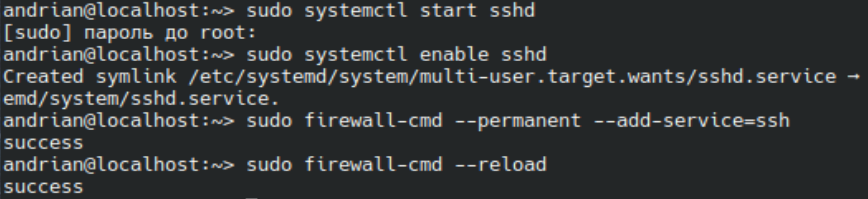 andrian@localhost:~> sudo systemctl start sshd
[sudo] пароль до root:
andrian@localhost:~> sudo systemctl enable sshd
Created symlink /etc/systemd/system/multi-user.target.wants/sshd.service →
emd/system/sshd.service.
andrian@localhost:~> sudo firewall-cmd --permanent --add-service=ssh
success
andrian@localhost:~> sudo firewall-cmd --reload
success